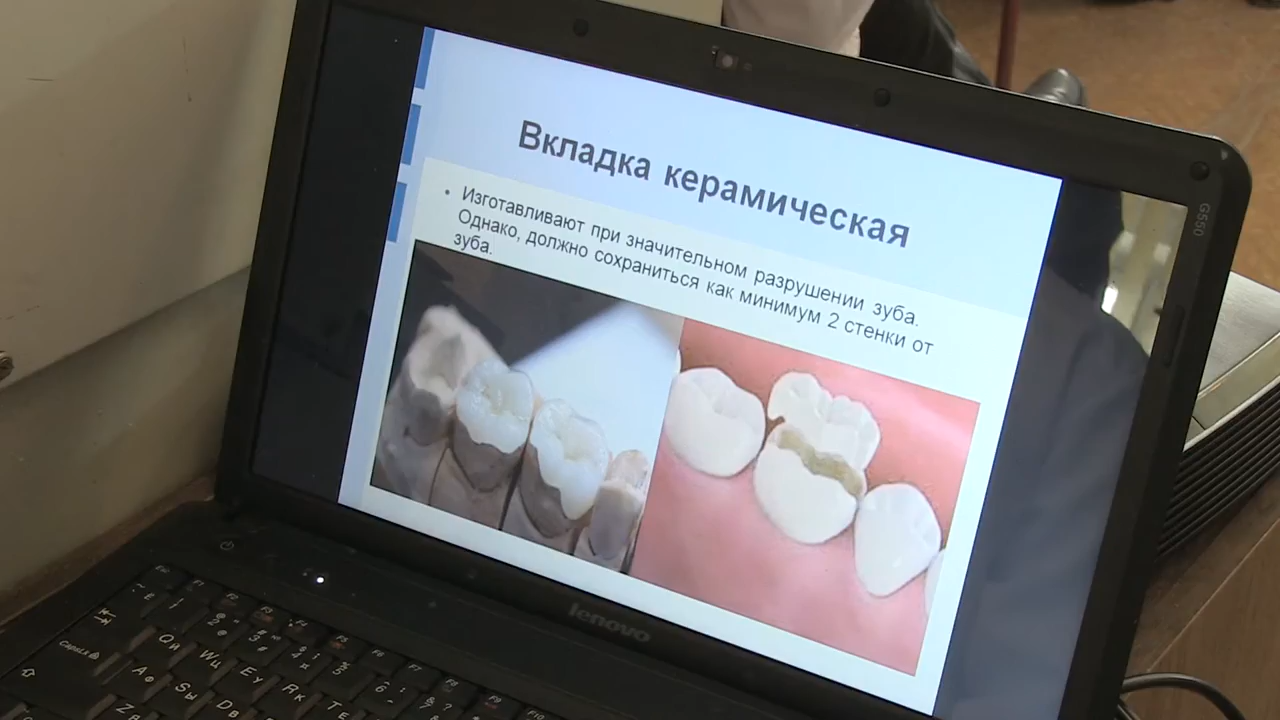 Вкладка керамическая
• Изготавливают при значительном разрушении зуба.
Однако, должно сохраниться как минимум 2 стенки от
зуба.
G550
lenovo